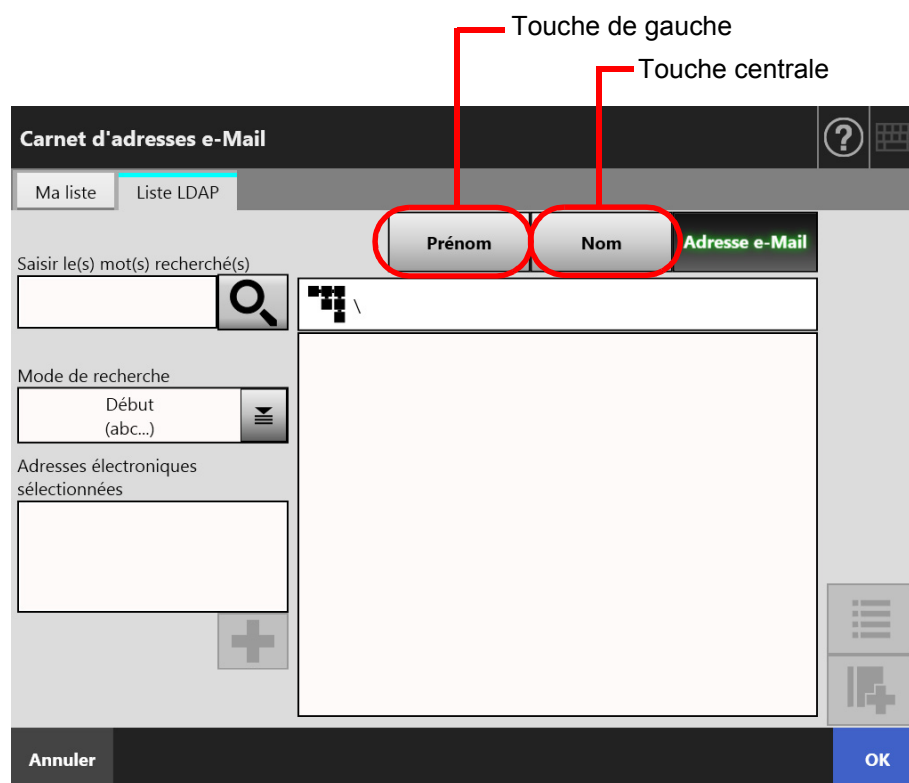 Touche de gauche
Touche centrale
Carnet d'adresses e-Mail
?
Ma liste
Liste LDAP
Prénom
Nom
Adresse e-Mail
Saisir le(s) mot(s) recherché(s)
\
Mode de recherche
Début
(abc...)
Adresses électroniques
sélectionnées
Annuler
OK